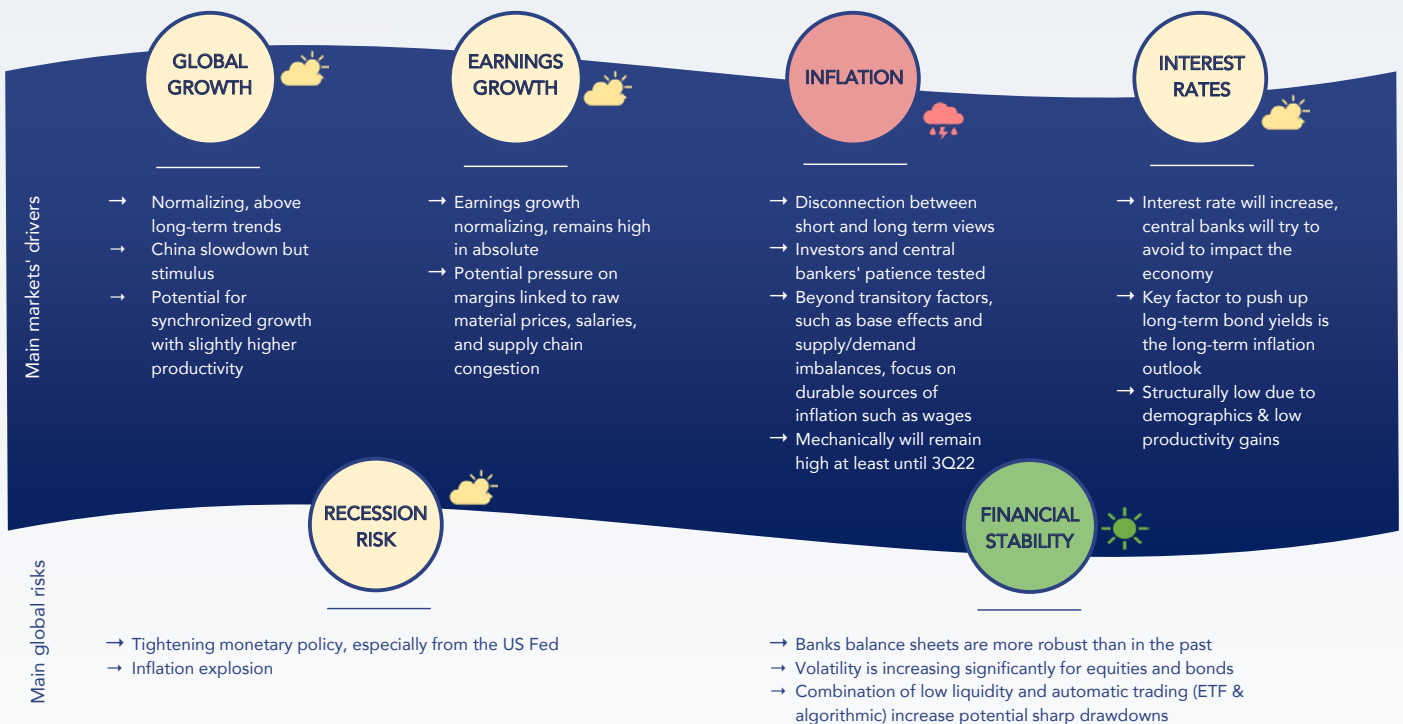 GLOBAL
GROWTH
EARNINGS
GROWTH
INFLATION
INTEREST
RATES
Main markets' drivers
→ Normalizing, above
long-term trends
→ China slowdown but
stimulus
→ Potential for
synchronized growth
with slightly higher
productivity
→ Earnings growth
normalizing, remains high
in absolute
→ Potential pressure on
margins linked to raw
material prices, salaries,
and supply chain
congestion
→ Disconnection between
short and long term views
→ Investors and central
bankers' patience tested
→ Beyond transitory factors,
such as base effects and
supply/demand
imbalances, focus on
durable sources of
inflation such as wages
→ Mechanically will remain
high at least until 3Q22
→ Interest rate will increase,
central banks will try to
avoid to impact the
economy
→ Key factor to push up
long-term bond yields is
the long-term inflation
outlook
→ Structurally low due to
demographics & low
productivity gains
RECESSION
RISK
FINANCIAL
STABILITY
Main global risks
→ Tightening monetary policy, especially from the US Fed
→ Inflation explosion
→ Banks balance sheets are more robust than in the past
→ Volatility is increasing significantly for equities and bonds
→ Combination of low liquidity and automatic trading (ETF &
algorithmic) increase potential sharp drawdowns